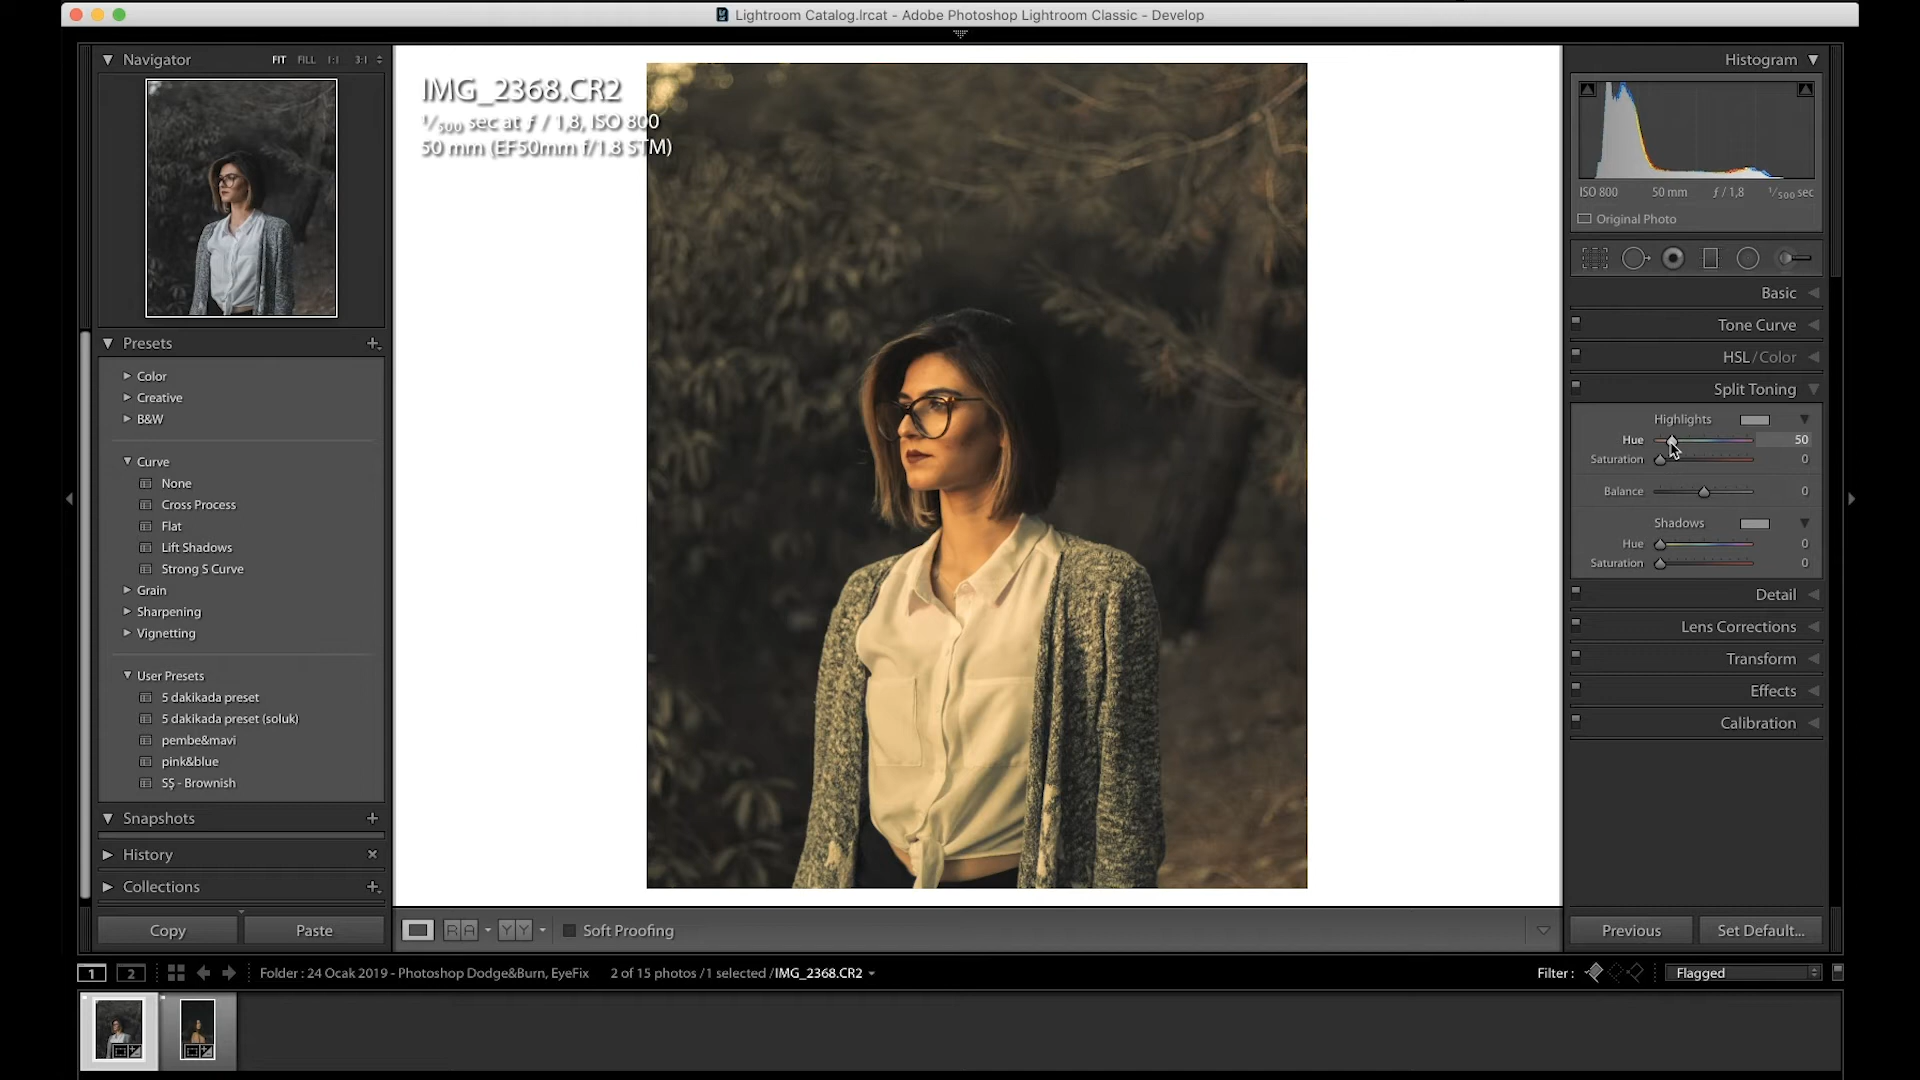 Lightroom Catalog.lrcat - Adobe Photoshop Lightroom Classic - Develop
Navigator FIT FILL 1:1 3:1
IMG_2368.CR2
1/500 sec at ƒ / 1,8, ISO 800
50 mm (EF50mm f/1.8 STM)
Presets
Color
Creative
B&W
Curve
None
Cross Process
Flat
Lift Shadows
Strong S Curve
Grain
Sharpening
Vignetting
User Presets
5 dakikada preset
5 dakikada preset (soluk)
pembe&mavi
pink&blue
SŞ - Brownish
Snapshots
History
Collections
Copy Paste
R A Y Y Soft Proofing
Histogram
ISO 800 50 mm ƒ / 1,8 1/500 sec
Original Photo
Basic
Tone Curve
HSL / Color
Split Toning
Highlights
Hue 50
Saturation 0
Balance 0
Shadows
Hue 0
Saturation 0
Detail
Lens Corrections
Transform
Effects
Calibration
Previous Set Default...
1 2 Folder : 24 Ocak 2019 - Photoshop Dodge&Burn, EyeFix 2 of 15 photos /1 selected /IMG_2368.CR2 Filter : Flagged